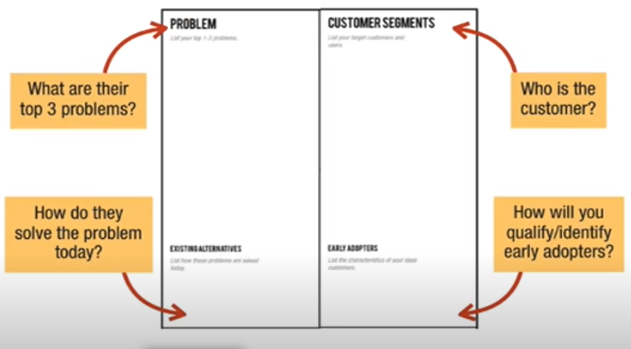 PROBLEM
List your top 1-3 problems.
CUSTOMER SEGMENTS
List your target customers and
users.
What are their
top 3 problems?
Who is the
customer?
How do they
solve the problem
today?
EXISTING ALTERNATIVES
List how these problems are solved
today.
EARLY ADOPTERS
List the characteristics of your ideal
customers.
How will you
qualify/identify
early adopters?